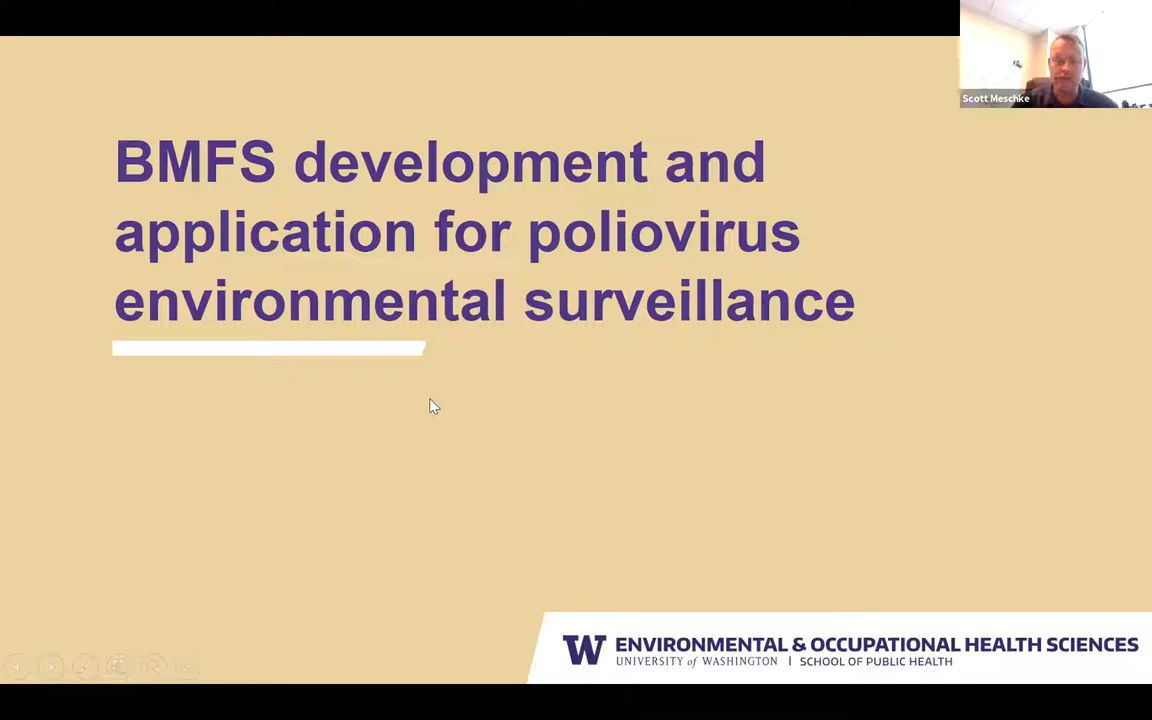 Scott Meschke
BMFS development and
application for poliovirus
environmental surveillance
W ENVIRONMENTAL & OCCUPATIONAL HEALTH SCIENCES
UNIVERSITY of WASHINGTON | SCHOOL OF PUBLIC HEALTH